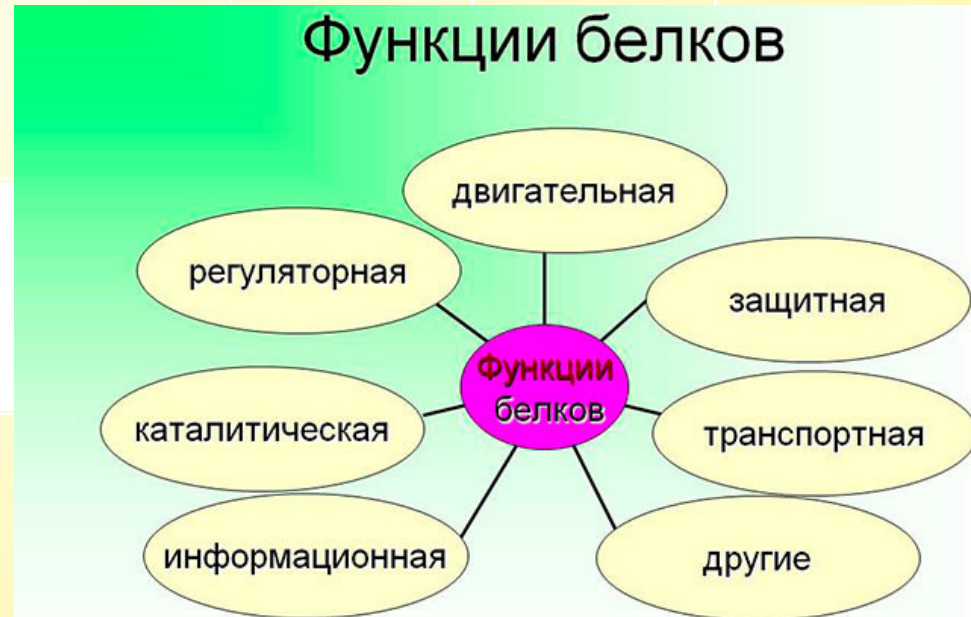 Функции белков
двигательная
регуляторная
защитная
Функции
белков
каталитическая
транспортная
информационная
другие